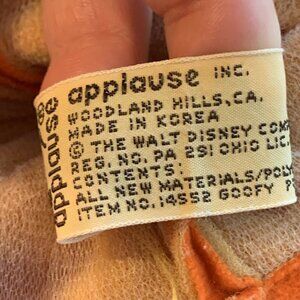 applause
®
applause INC.
WOODLAND HILLS, CA.
MADE IN KOREA
© THE WALT DISNEY COM
REG. NO. PA 251 OHIO LIC.
CONTENTS:
ALL NEW MATERIALS/POLY
ITEM NO. 14552 GOOFY P